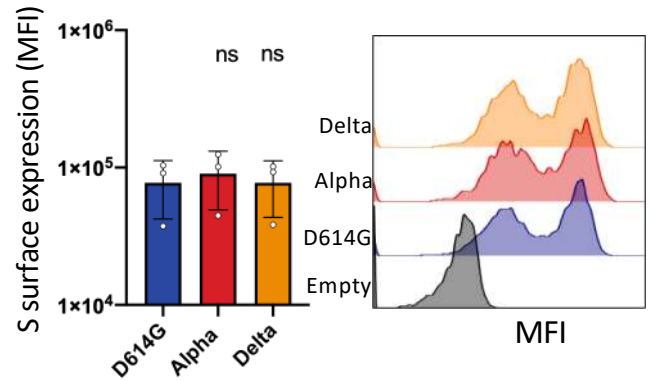 S surface expression (MFI)
1×10⁶
1×10⁵
1×10⁴
ns ns
D614G
Alpha
Delta
Delta
Alpha
D614G
Empty
MFI